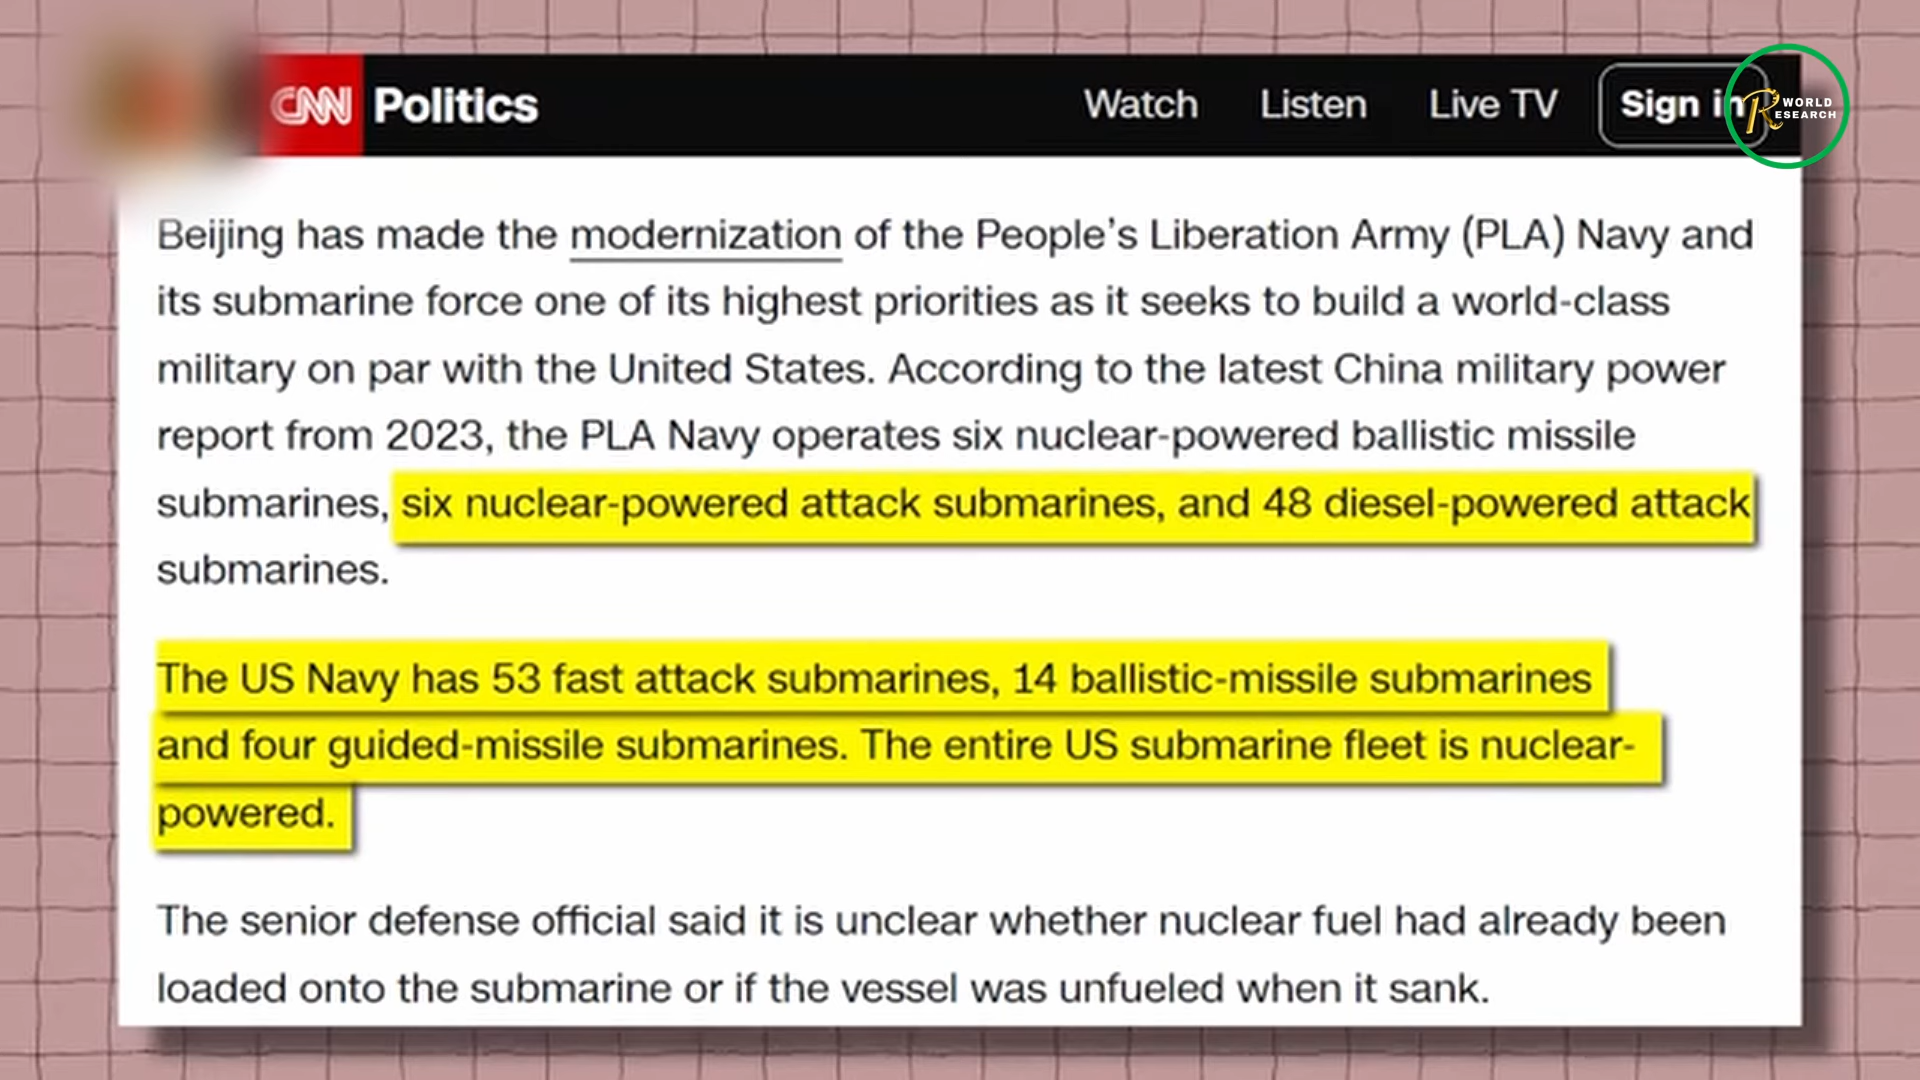 CNN Politics Watch Listen Live TV Sign in
R WORLD
ESEARCH
Beijing has made the modernization of the People's Liberation Army (PLA) Navy and
its submarine force one of its highest priorities as it seeks to build a world-class
military on par with the United States. According to the latest China military power
report from 2023, the PLA Navy operates six nuclear-powered ballistic missile
submarines, six nuclear-powered attack submarines, and 48 diesel-powered attack
submarines.
The US Navy has 53 fast attack submarines, 14 ballistic-missile submarines
and four guided-missile submarines. The entire US submarine fleet is nuclear-
powered.
The senior defense official said it is unclear whether nuclear fuel had already been
loaded onto the submarine or if the vessel was unfueled when it sank.